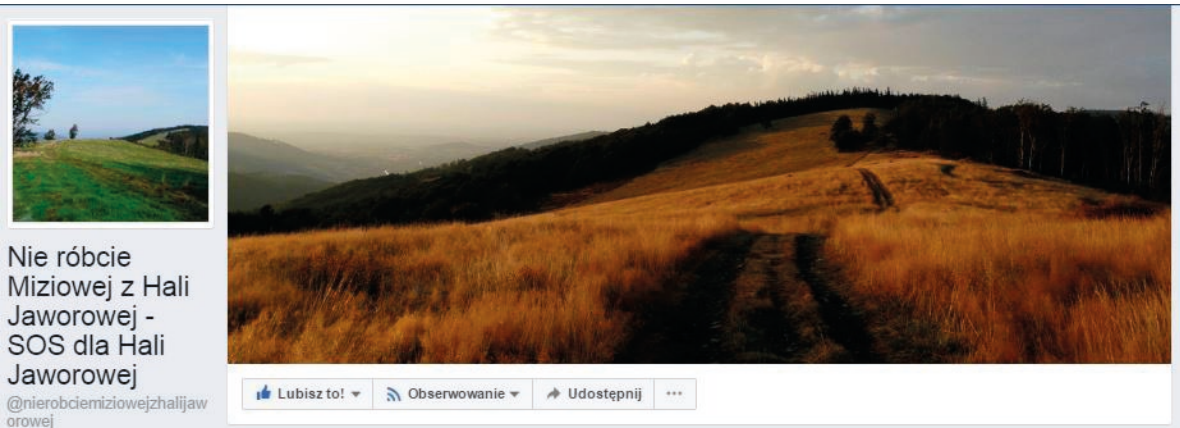 Nie róbcie
Miziowej z Hali
Jaworowej -
SOS dla Hali
Jaworowej
@nierobciemiziowejzhalijaw
orowej
Lubisz to! Obserwowanie Udostępnij